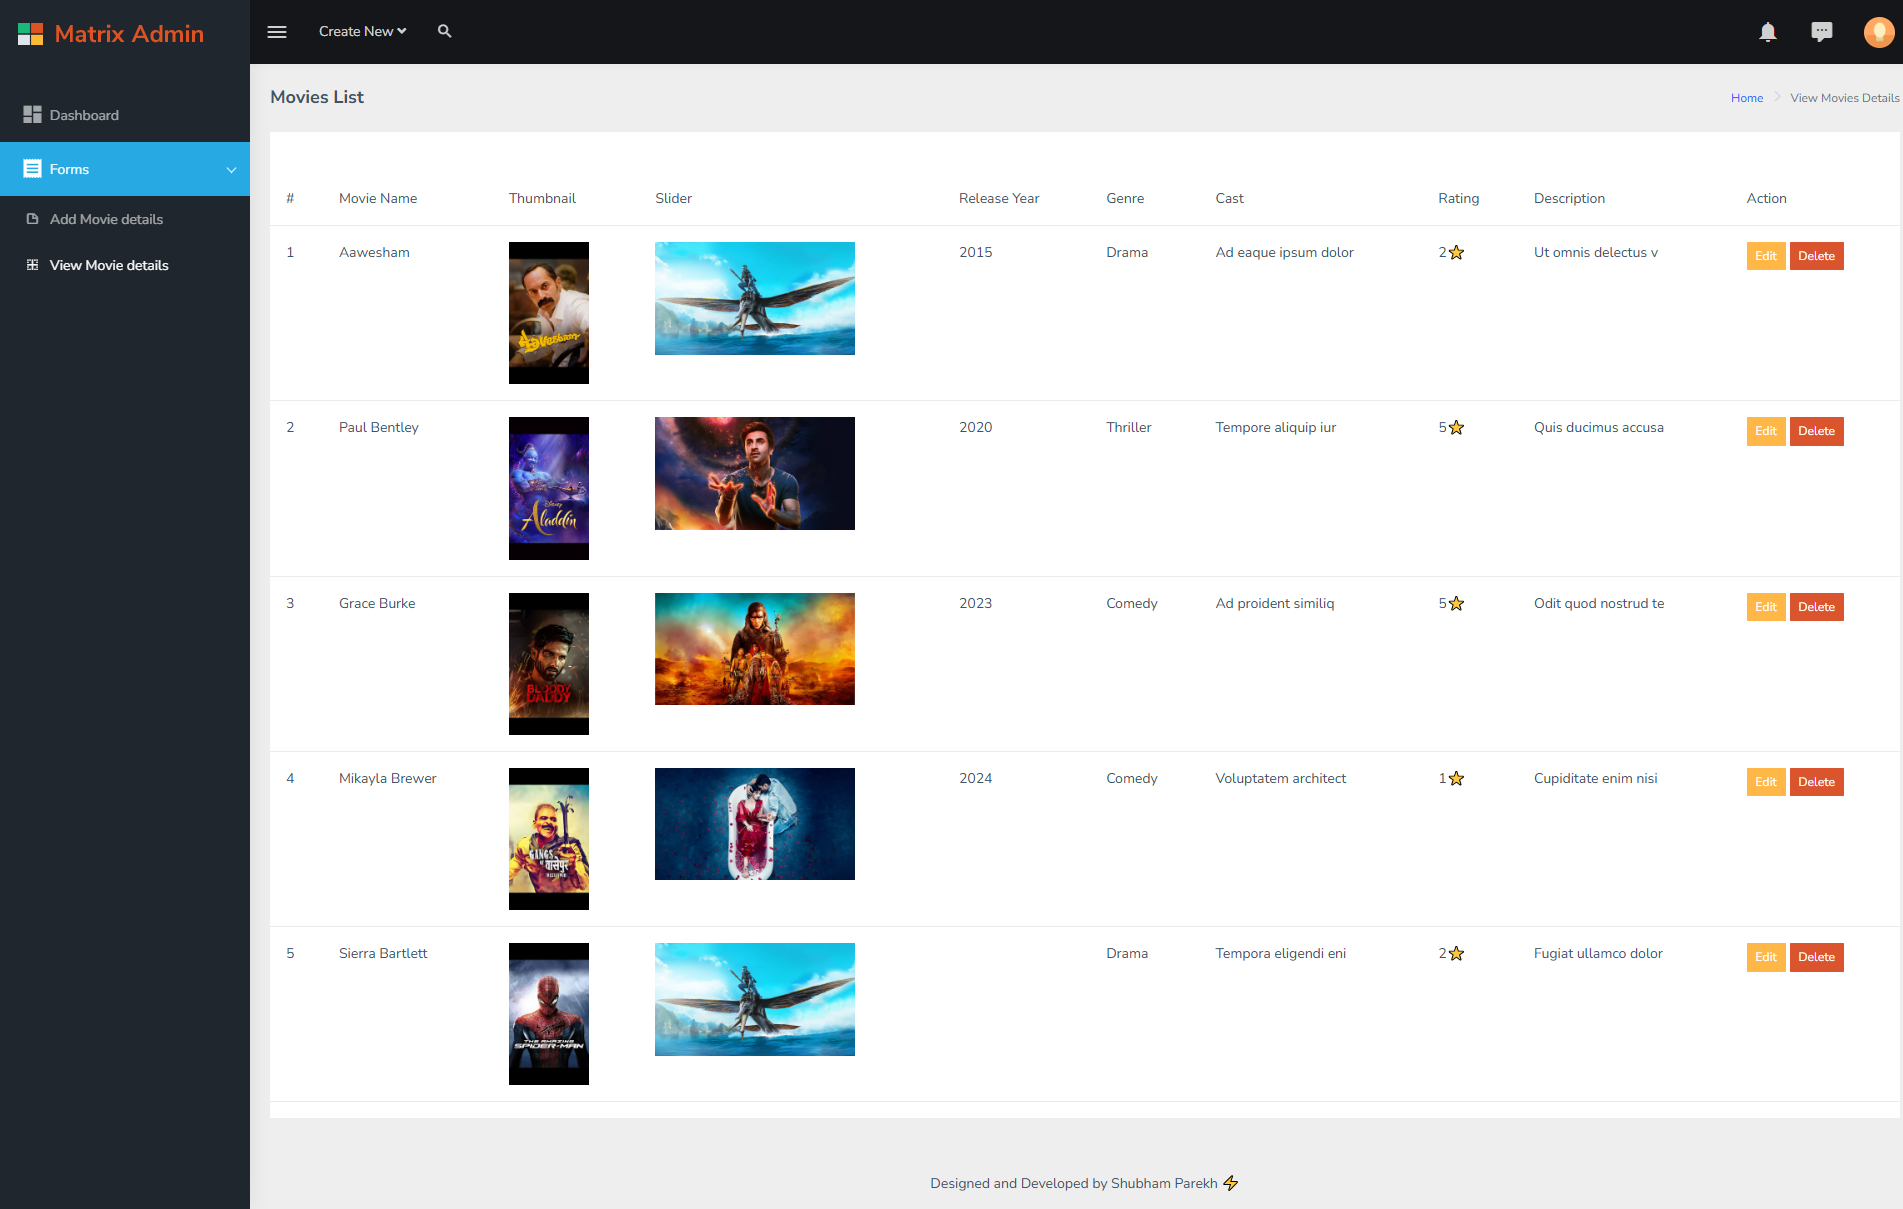 Matrix Admin
Create New
Dashboard
Forms
Add Movie details
View Movie details
Movies List
Home
View Movies Details
# Movie Name Thumbnail Slider Release Year Genre Cast Rating Description Action
1 Aawesham 2015 Drama Ad eaque ipsum dolor 2⭐ Ut omnis delectus v Edit Delete
Aavesham
2 Paul Bentley 2020 Thriller Tempore aliquip iur 5⭐ Quis ducimus accusa Edit Delete
Disney
Aladdin
3 Grace Burke 2023 Comedy Ad proident similiq 5⭐ Odit quod nostrud te Edit Delete
BLOODY
DADDY
4 Mikayla Brewer 2024 Comedy Voluptatem architect 1⭐ Cupiditate enim nisi Edit Delete
GANGS
OF वासेपुर
5 Sierra Bartlett Drama Tempora eligendi eni 2⭐ Fugiat ullamco dolor Edit Delete
THE AMAZING
SPIDER-MAN
Designed and Developed by Shubham Parekh ⚡